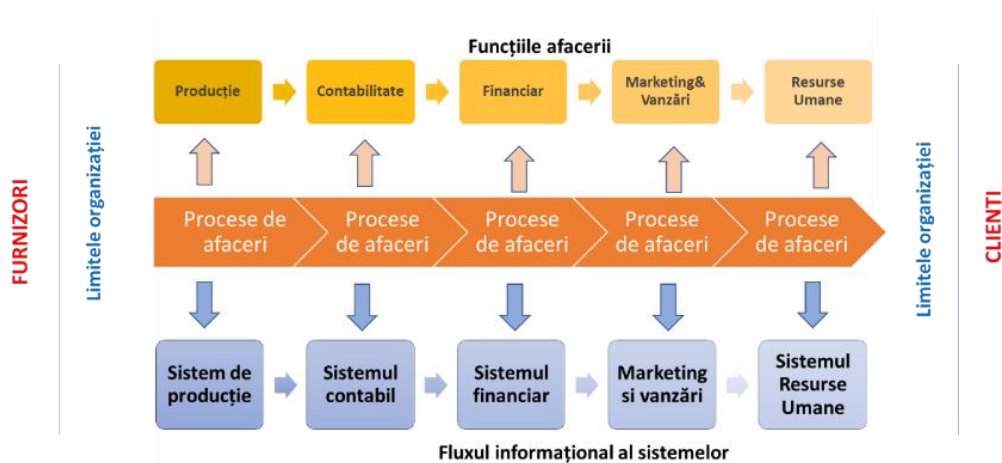 Funcțiile afacerii
Producție
Contabilitate
Financiar
Marketing&
Vanzări
Resurse
Umane
FURNIZORI
Limitele organizației
Procese de
afaceri
Procese
de afaceri
Procese
de afaceri
Procese
de afaceri
Procese
de afaceri
Limitele organizației
CLIENTI
Sistem de
producție
Sistemul
contabil
Sistemul
financiar
Marketing
si vanzări
Sistemul
Resurse
Umane
Fluxul informațional al sistemelor